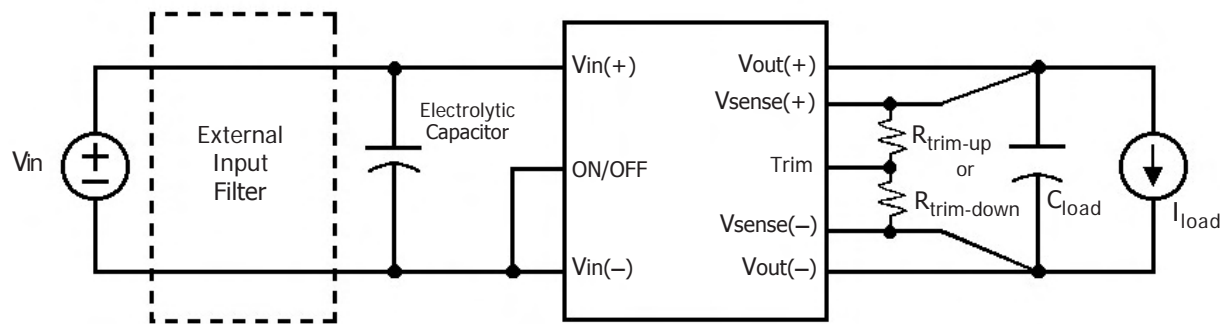 Vin
External
Input
Filter
Electrolytic
Capacitor
Vin(+)
ON/OFF
Vin(−)
Vout(+)
Vsense(+)
Trim
Vsense(−)
Vout(−)
Rtrim-up
or
Rtrim-down
Cload
Iload